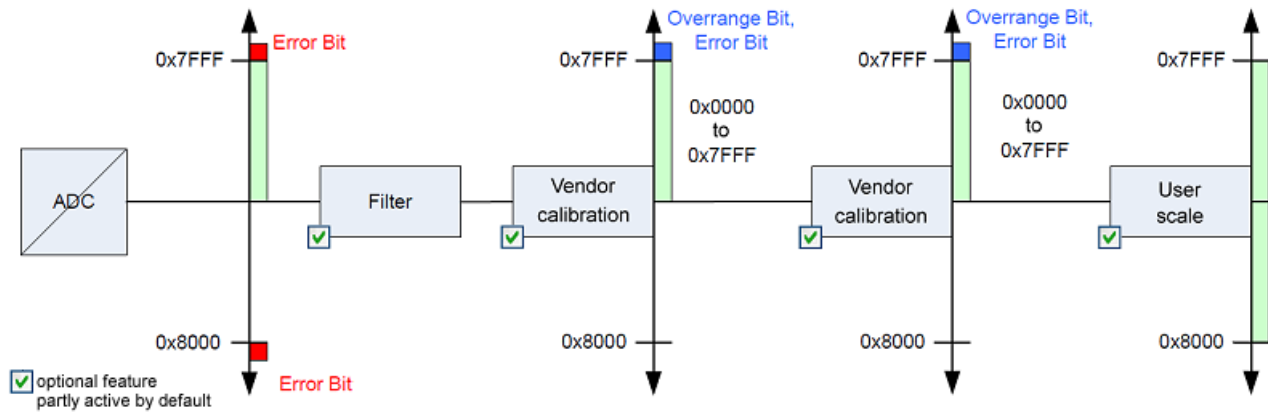 Error Bit
0x7FFF
Overrange Bit,
Error Bit
0x7FFF
0x0000
to
0x7FFF
Overrange Bit,
Error Bit
0x7FFF
0x0000
to
0x7FFF
0x7FFF
ADC
Filter
Vendor
calibration
Vendor
calibration
User
scale
0x8000
Error Bit
0x8000
0x8000
0x8000
optional feature
partly active by default